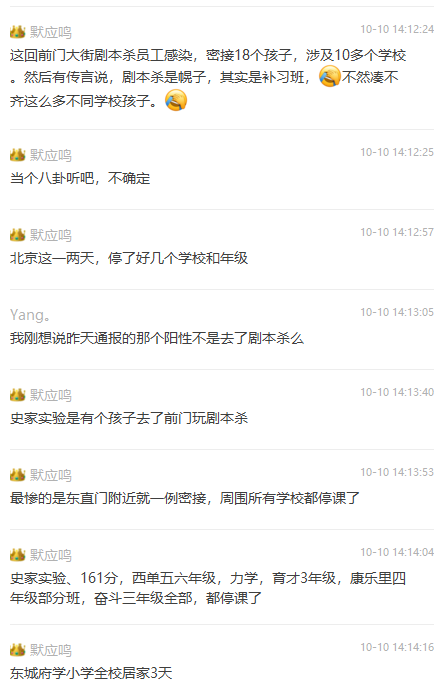 默应鸣 10-10 14:12:24
这回前门大街剧本杀员工感染，密接18个孩子，涉及10多个学校
。然后有传言说，剧本杀是幌子，其实是补习班，🤣不然凑不
齐这么多不同学校孩子。🤣
默应鸣 10-10 14:12:25
当个八卦听吧，不确定
默应鸣 10-10 14:12:57
北京这一两天，停了好几个学校和年级
Yang。 10-10 14:13:05
我刚想说昨天通报的那个阳性不是去了剧本杀么
默应鸣 10-10 14:13:40
史家实验是有个孩子去了前门玩剧本杀
默应鸣 10-10 14:13:53
最惨的是东直门附近就一例密接，周围所有学校都停课了
默应鸣 10-10 14:14:04
史家实验、161分，西单五六年级，力学，育才3年级，康乐里四
年级部分班，奋斗三年级全部，都停课了
默应鸣 10-10 14:14:16
东城府学小学全校居家3天